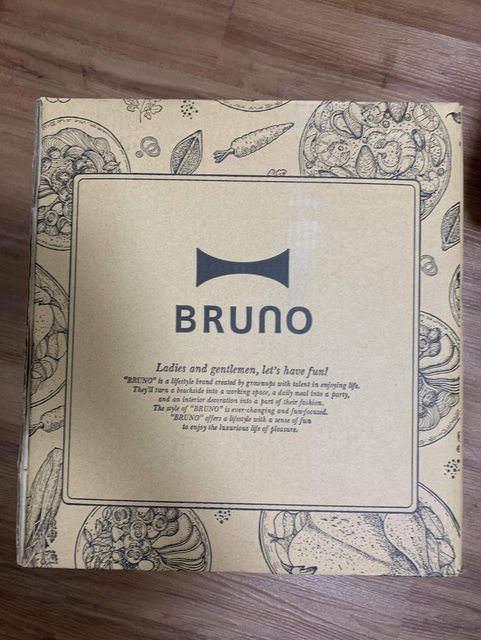 BRUNO
Ladies and gentlemen, let's have fun!
"BRUNO" is a lifestyle brand created by grownups with talent in enjoying life.
They'll turn a beachside into a working space, a daily meal into a party,
and an interior decoration into a part of their fashion.
The style of "BRUNO" is ever-changing and fun-focused.
"BRUNO" offers a lifestyle with a sense of fun
to enjoy the luxurious life of pleasure.